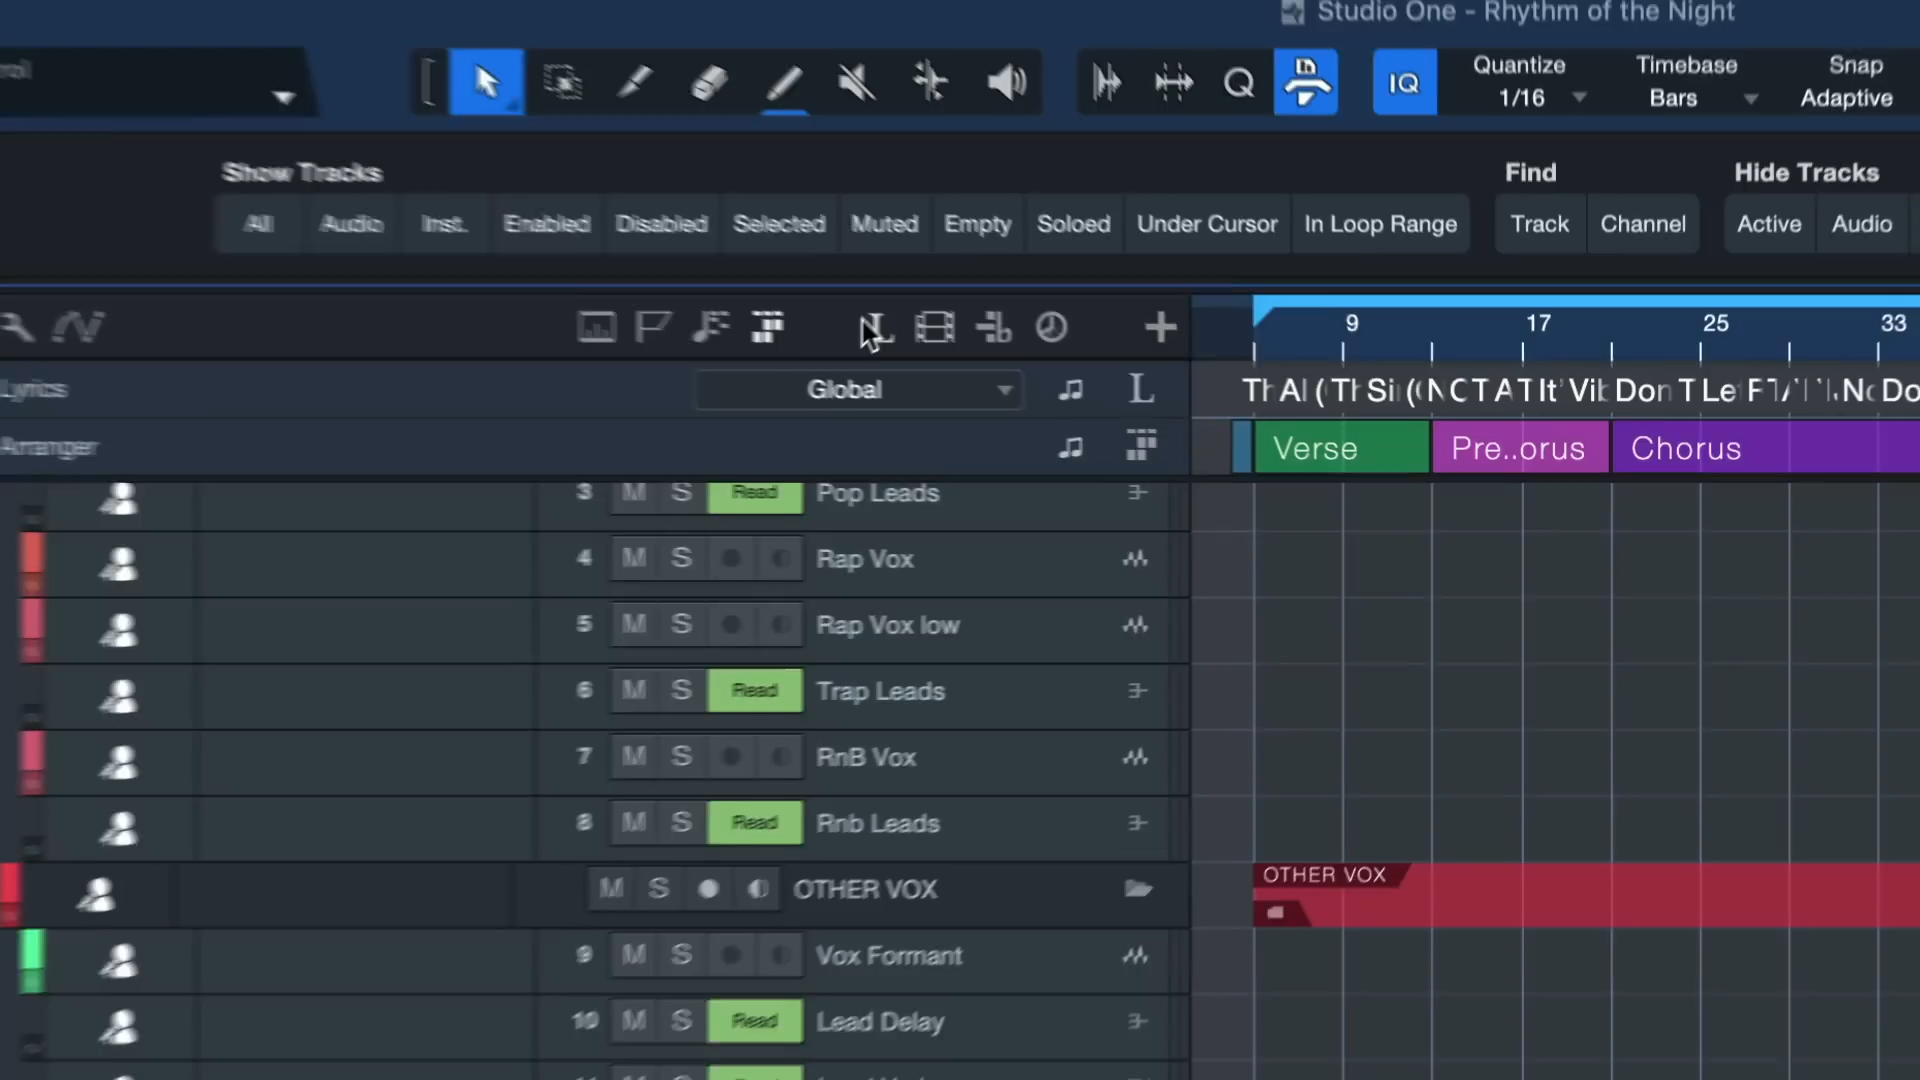 Studio One - Rhythm of the Night
IQ
Quantize
1/16
Timebase
Bars
Snap
Adaptive
Q
Show Tracks
All Audio Inst. Enabled Disabled Selected Muted Empty Soloed Under Cursor In Loop Range
Find
Track Channel
Hide Tracks
Active Audio
9 17 25 33
Lyrics Global L
Arranger
Verse Pre..orus Chorus
3 M S Read Pop Leads
4 M S Rap Vox
5 M S Rap Vox low
6 M S Read Trap Leads
7 M S RnB Vox
8 M S Read Rnb Leads
M S OTHER VOX
OTHER VOX
9 M S Vox Formant
10 M S Read Lead Delay